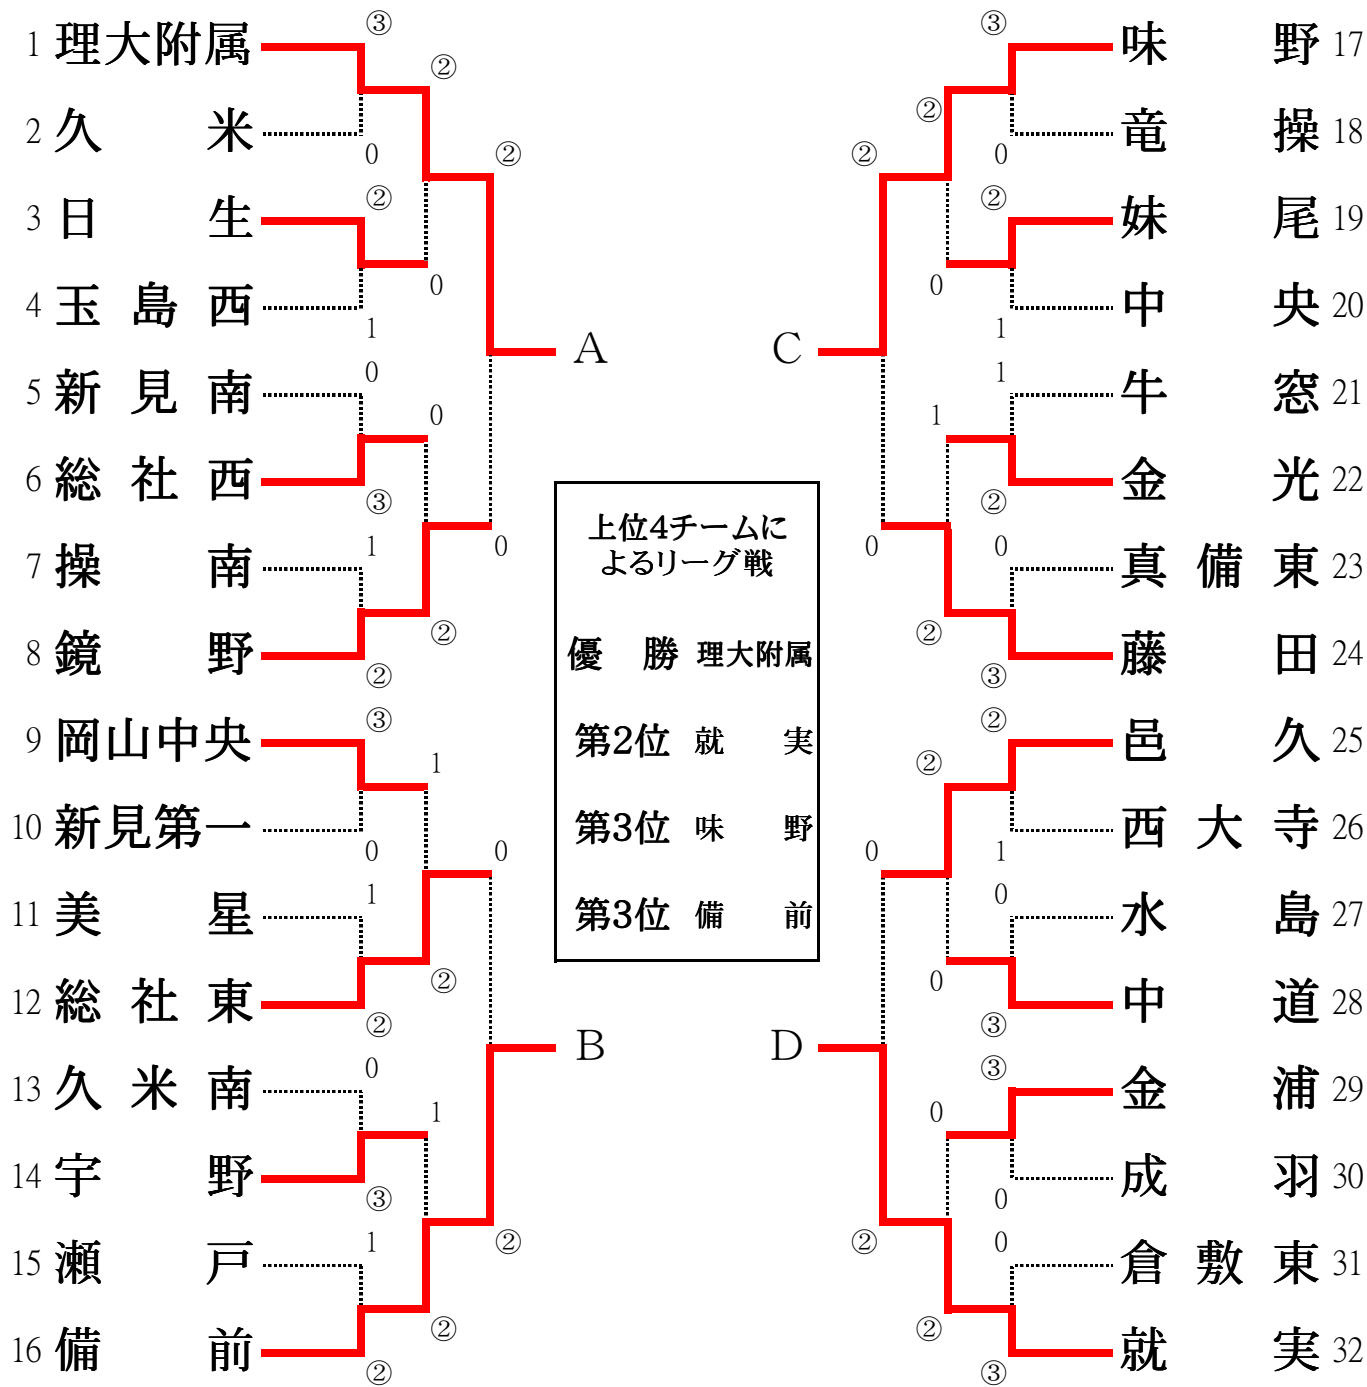 1 理大附属
2 久米
3 日生
4 玉島西
5 新見南
6 総社西
7 操南
8 鏡野
9 岡山中央
10 新見第一
11 美星
12 総社東
13 久米南
14 宇野
15 瀬戸
16 備前
③
0
②
1
0
③
1
②
③
0
1
②
0
③
1
②
②
0
0
②
1
②
1
②
②
0
0
②
A
B
上位4チームに
よるリーグ戦
優勝 理大附属
第2位 就実
第3位 味野
第3位 備前
C
D
②
0
0
②
②
0
1
②
②
0
0
②
③
0
②
1
1
②
0
③
②
1
0
③
③
0
0
③
味野 17
竜操 18
妹尾 19
中央 20
牛窓 21
金光 22
真備東 23
藤田 24
邑久 25
西大寺 26
水島 27
中道 28
金浦 29
成羽 30
倉敷東 31
就実 32